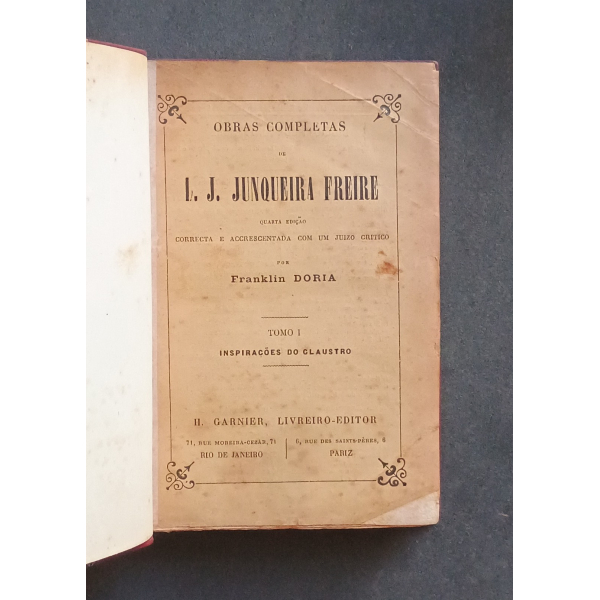 OBRAS COMPLETAS
DE
L. J. JUNQUEIRA FREIRE
QUARTA EDIÇÃO
CORRECTA E ACCRESCENTADA COM UM JUIZO CRITICO
POR
Franklin DORIA
TOMO I
INSPIRAÇÕES DO CLAUSTRO
H. GARNIER, LIVREIRO-EDITOR
71, RUE MOREIRA-CEZAR, 71
RIO DE JANEIRO
6, RUE DES SAINTS-PÈRES, 6
PARIZ